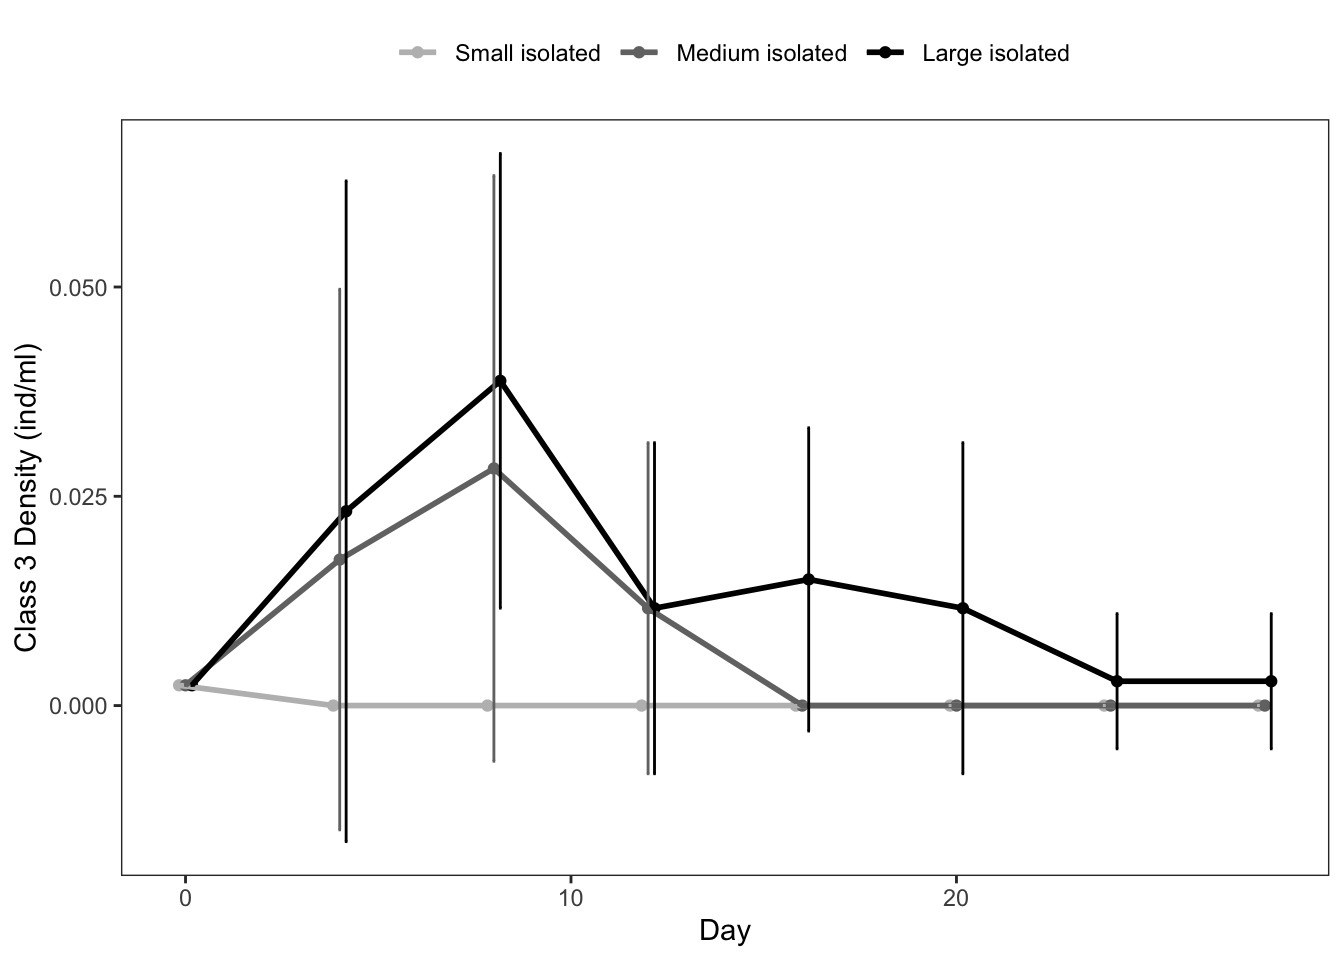 Small isolated Medium isolated Large isolated
0.050
0.025
0.000
Class 3 Density (ind/ml)
0 10 20
Day